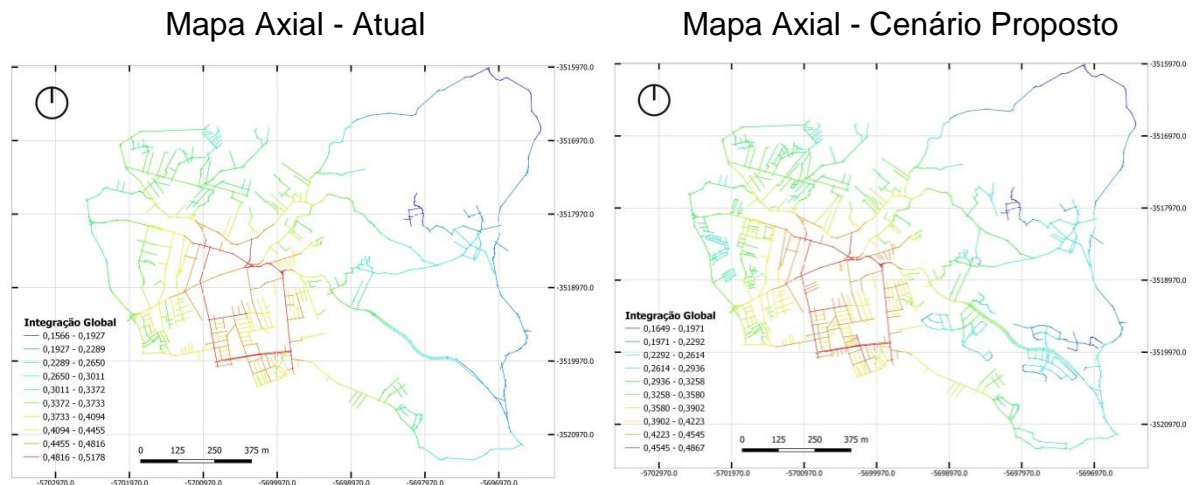 Mapa Axial - Atual
Mapa Axial - Cenário Proposto
-3515970.0
-3516970.0
-3517970.0
-3518970.0
-3519970.0
-3520970.0
Integração Global
0,1566 - 0,1927
0,1927 - 0,2289
0,2289 - 0,2650
0,2650 - 0,3011
0,3011 - 0,3372
0,3372 - 0,3733
0,3733 - 0,4094
0,4094 - 0,4455
0,4455 - 0,4816
0,4816 - 0,5178
0 125 250 375 m
-5702970.0 -5701970.0 -5700970.0 -5699970.0 -5698970.0 -5697970.0 -5696970.0
-3515970.0
-3516970.0
-3517970.0
-3518970.0
-3519970.0
-3520970.0
Integração Global
0,1649 - 0,1971
0,1971 - 0,2292
0,2292 - 0,2614
0,2614 - 0,2936
0,2936 - 0,3258
0,3258 - 0,3580
0,3580 - 0,3902
0,3902 - 0,4223
0,4223 - 0,4545
0,4545 - 0,4867
0 125 250 375 m
-5702970.0 -5701970.0 -5700970.0 -5699970.0 -5698970.0 -5697970.0 -5696970.0